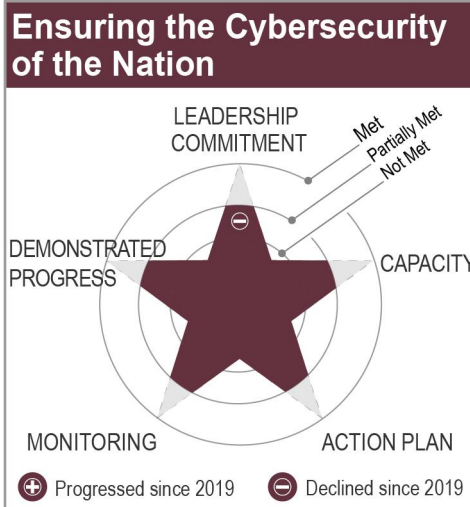 Ensuring the Cybersecurity
of the Nation
LEADERSHIP
COMMITMENT
Met
Partially Met
Not Met
DEMONSTRATED
PROGRESS
CAPACITY
MONITORING
ACTION PLAN
Progressed since 2019
Declined since 2019